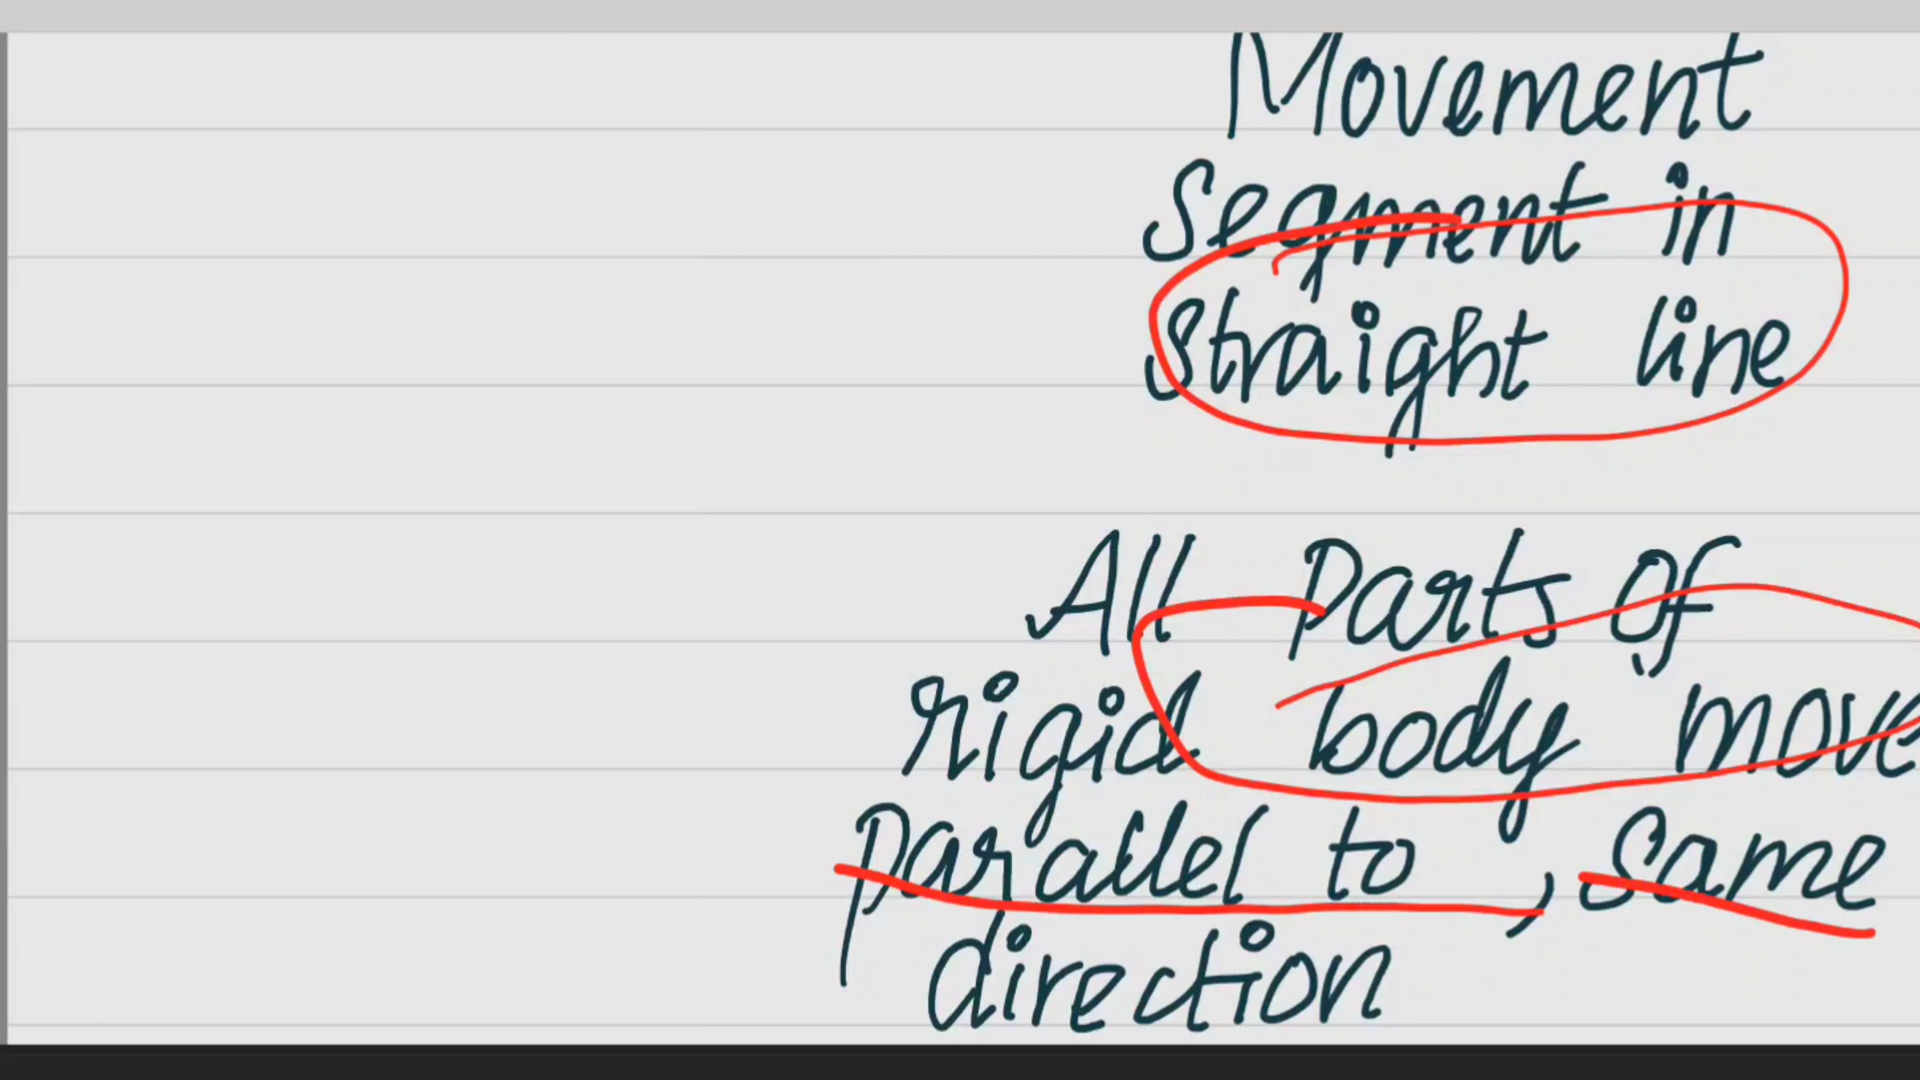 Movement
Segment in
Straight line
All Parts of
rigid body move
parallel to , same
direction